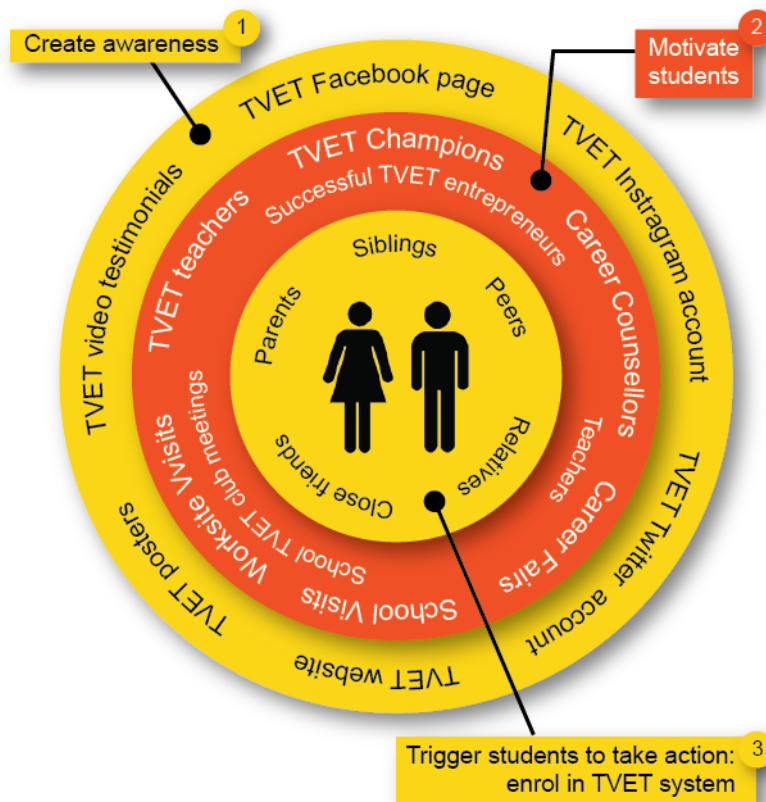 Create awareness
1
2
Motivate
students
TVET Facebook page
TVET Instragram account
TVET Twitter account
TVET website
TVET posters
TVET video testimonials
TVET Champions
Successful TVET entrepreneurs
Career Counsellors
Teachers
Career Fairs
School Visits
School TVET club meetings
Worksite Vvisits
TVET teachers
Siblings
Peers
Relatives
Close friends
Parents
Trigger students to take action:
enrol in TVET system
3